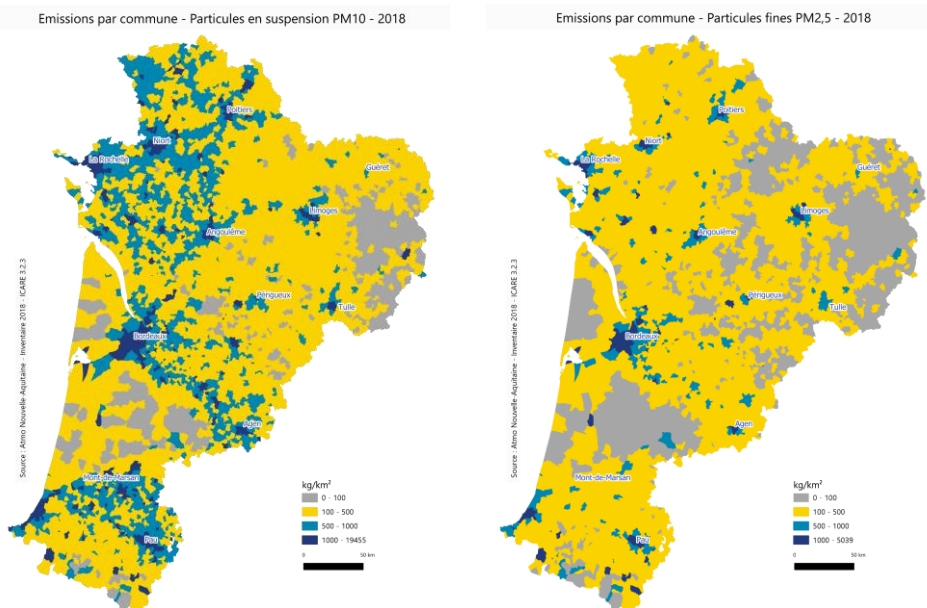 Emissions par commune - Particules en suspension PM10 - 2018
Poitiers
Niort
La Rochelle
Guéret
Limoges
Angoulême
Périgueux
Tulle
Bordeaux
Agen
Mont-de-Marsan
Pau
Source : Atmo Nouvelle-Aquitaine - Inventaire 2018 - ICARE 3.2.3
kg/km²
0 - 100
100 - 500
500 - 1000
1000 - 19455
0 50 km
Emissions par commune - Particules fines PM2,5 - 2018
Poitiers
Niort
La Rochelle
Guéret
Limoges
Angoulême
Périgueux
Tulle
Bordeaux
Agen
Mont-de-Marsan
Pau
Source : Atmo Nouvelle-Aquitaine - Inventaire 2018 - ICARE 3.2.3
kg/km²
0 - 100
100 - 500
500 - 1000
1000 - 5039
0 50 km